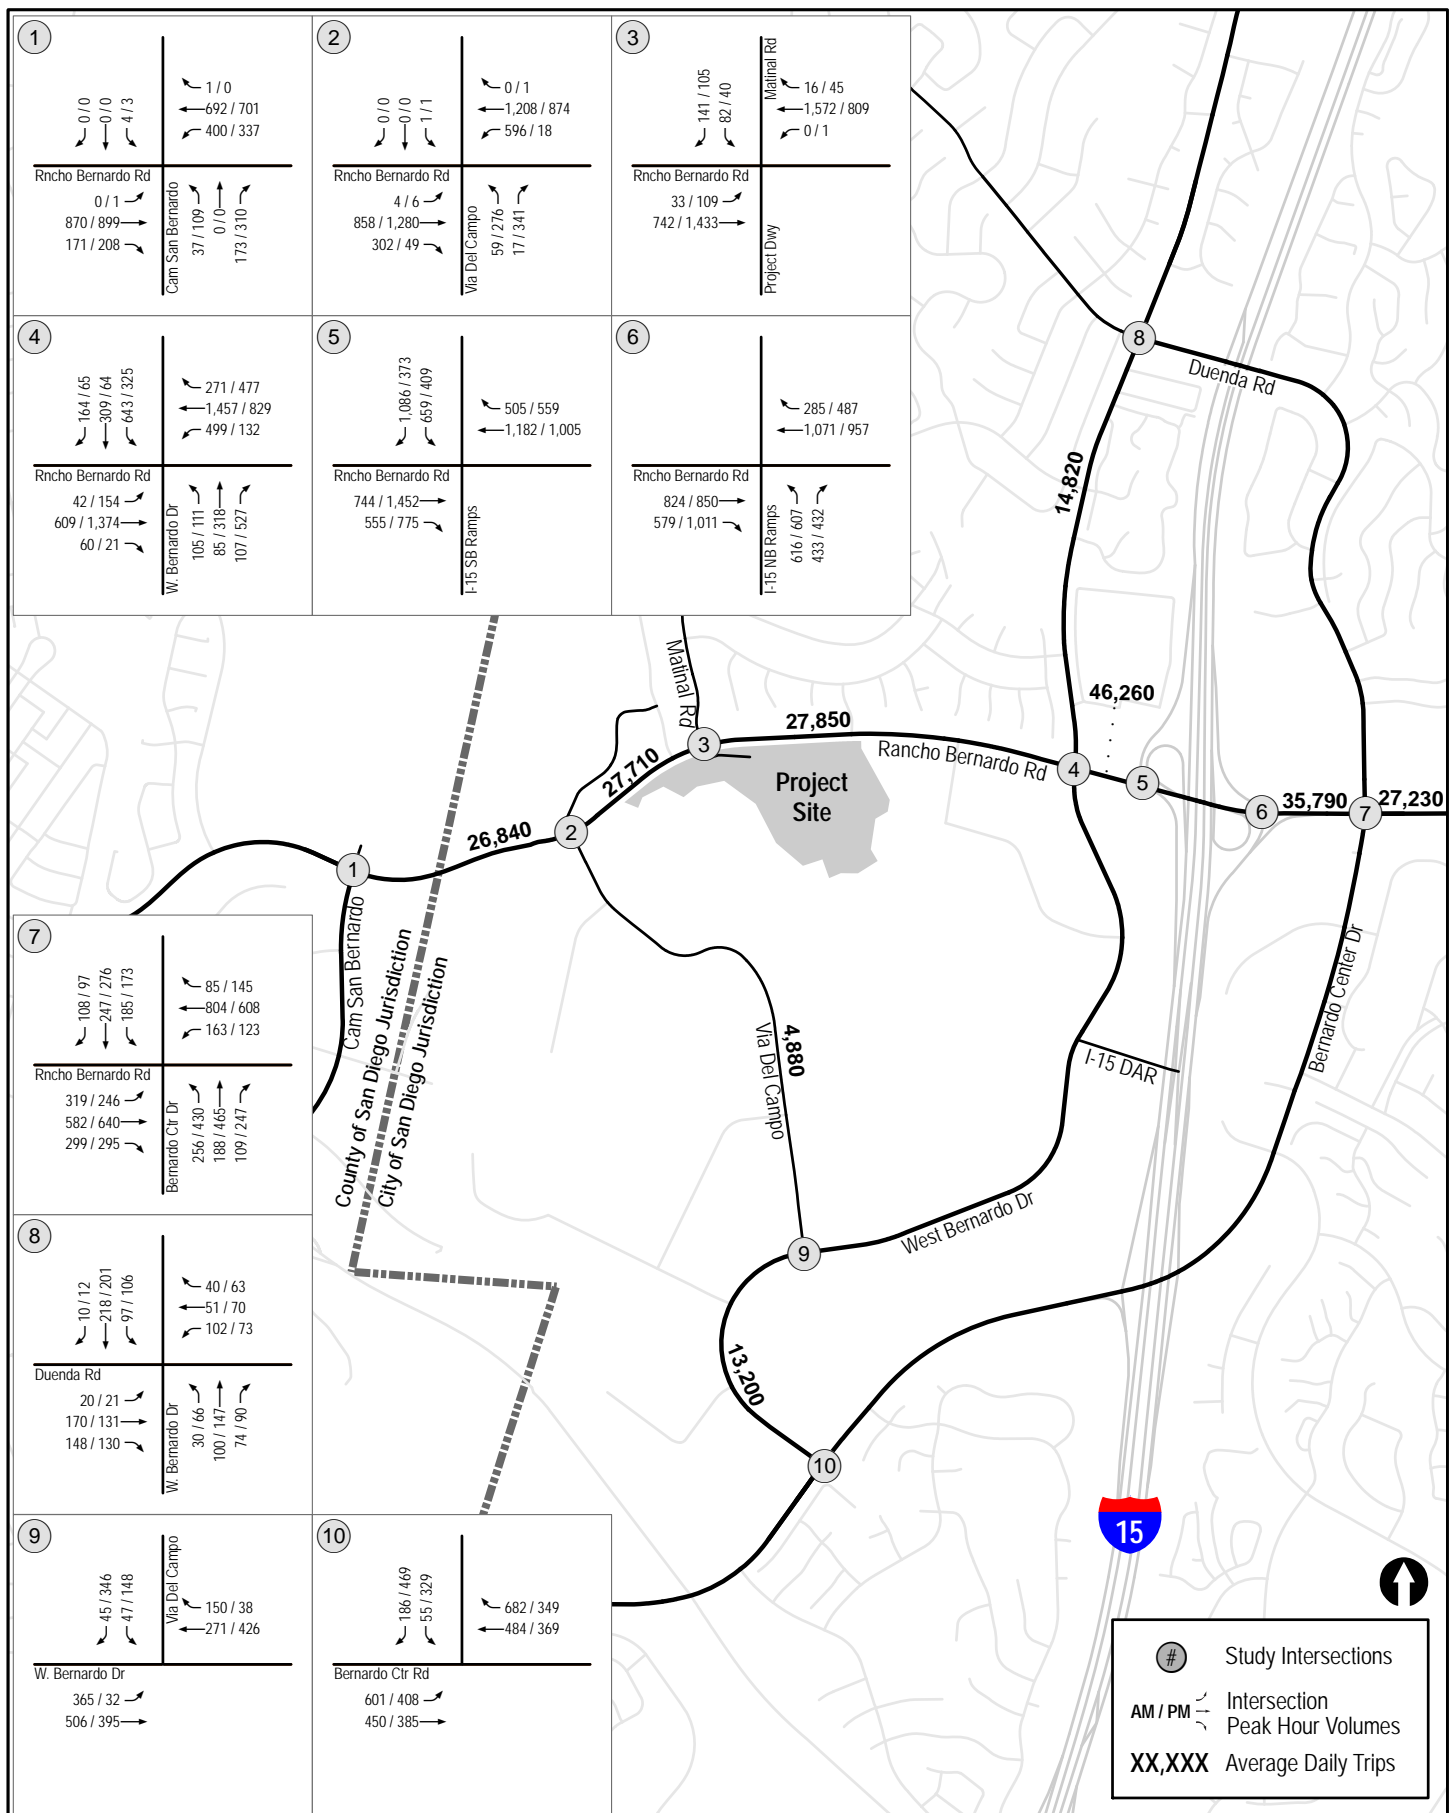 1
0 / 0
0 / 0
4 / 3
1 / 0
692 / 701
400 / 337
Rncho Bernardo Rd
0 / 1
870 / 899
171 / 208
Cam San Bernardo
37 / 109
0 / 0
173 / 310
2
0 / 0
0 / 0
1 / 1
0 / 1
1,208 / 874
596 / 18
Rncho Bernardo Rd
4 / 6
858 / 1,280
302 / 49
Via Del Campo
59 / 276
17 / 341
3
141 / 105
82 / 40
Matinal Rd
16 / 45
1,572 / 809
0 / 1
Rncho Bernardo Rd
33 / 109
742 / 1,433
Project Dwy
4
164 / 65
309 / 64
643 / 325
271 / 477
1,457 / 829
499 / 132
Rncho Bernardo Rd
42 / 154
609 / 1,374
60 / 21
W. Bernardo Dr
105 / 111
85 / 318
107 / 527
5
1,086 / 373
659 / 409
505 / 559
1,182 / 1,005
Rncho Bernardo Rd
744 / 1,452
555 / 775
I-15 SB Ramps
6
285 / 487
1,071 / 957
Rncho Bernardo Rd
824 / 850
579 / 1,011
I-15 NB Ramps
616 / 607
433 / 432
8
Duenda Rd
14,820
Matinal Rd
46,260
3
27,850
Rancho Bernardo Rd
4
5
6
35,790
7
27,230
27,710
Project
Site
2
26,840
1
Cam San Bernardo
County of San Diego Jurisdiction
City of San Diego Jurisdiction
4,880
Via Del Campo
I-15 DAR
Bernardo Center Dr
West Bernardo Dr
9
13,200
10
15
7
108 / 97
247 / 276
185 / 173
85 / 145
804 / 608
163 / 123
Rncho Bernardo Rd
319 / 246
582 / 640
299 / 295
Bernardo Ctr Dr
256 / 430
188 / 465
109 / 247
8
10 / 12
218 / 201
97 / 106
40 / 63
51 / 70
102 / 73
Duenda Rd
20 / 21
170 / 131
148 / 130
W. Bernardo Dr
30 / 66
100 / 147
74 / 90
9
45 / 346
47 / 148
Via Del Campo
150 / 38
271 / 426
W. Bernardo Dr
365 / 32
506 / 395
10
186 / 469
55 / 329
682 / 349
484 / 369
Bernardo Ctr Rd
601 / 408
450 / 385
# Study Intersections
AM / PM Intersection
Peak Hour Volumes
XX,XXX Average Daily Trips